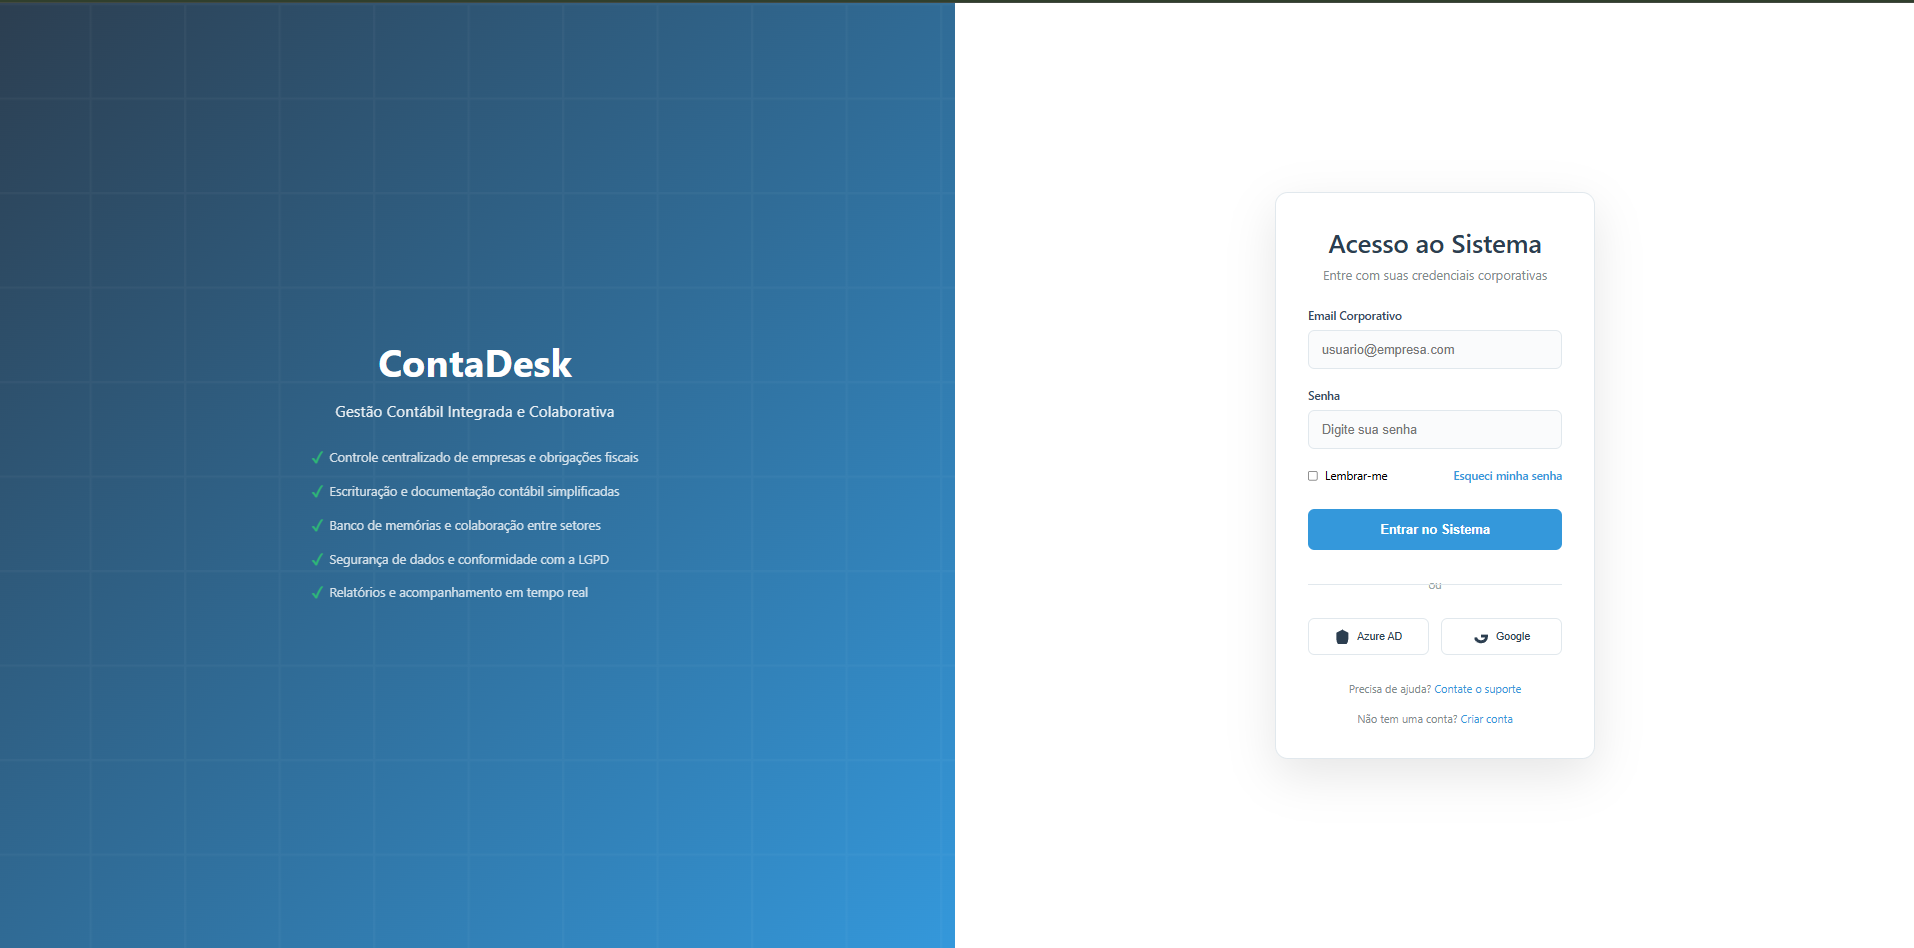 ContaDesk
Gestão Contábil Integrada e Colaborativa
✓ Controle centralizado de empresas e obrigações fiscais
✓ Escrituração e documentação contábil simplificadas
✓ Banco de memórias e colaboração entre setores
✓ Segurança de dados e conformidade com a LGPD
✓ Relatórios e acompanhamento em tempo real
Acesso ao Sistema
Entre com suas credenciais corporativas
Email Corporativo
usuario@empresa.com
Senha
Digite sua senha
Lembrar-me Esqueci minha senha
Entrar no Sistema
ou
Azure AD Google
Precisa de ajuda? Contate o suporte
Não tem uma conta? Criar conta